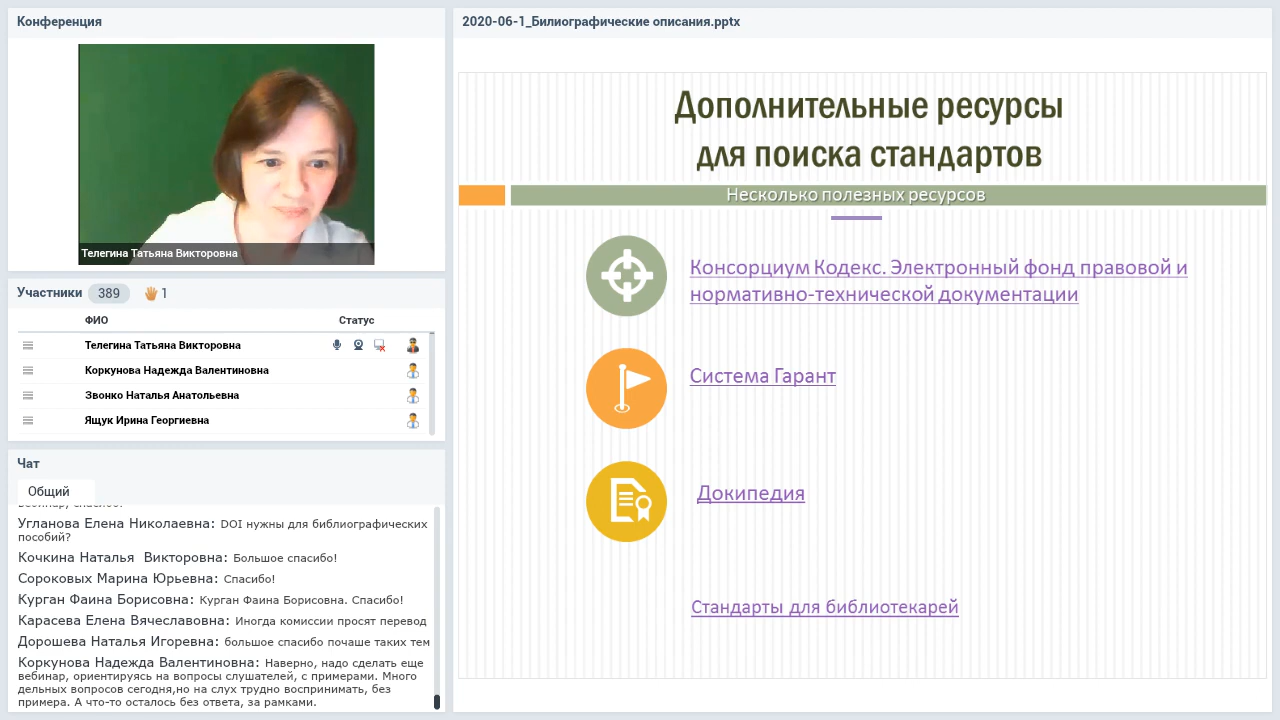 Конференция
Телегина Татьяна Викторовна
Участники 389 1
ФИО Статус
Телегина Татьяна Викторовна
Коркунова Надежда Валентиновна
Звонко Наталья Анатольевна
Ящук Ирина Георгиевна
Чат
Общий
Угланова Елена Николаевна: DOI нужны для библиографических
пособий?
Кочкина Наталья Викторовна: Большое спасибо!
Сороковых Марина Юрьевна: Спасибо!
Курган Фаина Борисовна: Курган Фаина Борисовна. Спасибо!
Карасева Елена Вячеславовна: Иногда комиссии просят перевод
Дорошева Наталья Игоревна: большое спасибо почаше таких тем
Коркунова Надежда Валентиновна: Наверно, надо сделать еще
вебинар, ориентируясь на вопросы слушателей, с примерами. Много
дельных вопросов сегодня,но на слух трудно воспринимать, без
примера. А что-то осталось без ответа, за рамками.
2020-06-1_Билиографические описания.pptx
Дополнительные ресурсы
для поиска стандартов
Несколько полезных ресурсов
Консорциум Кодекс. Электронный фонд правовой и
нормативно-технической документации
Система Гарант
Докипедия
Стандарты для библиотекарей